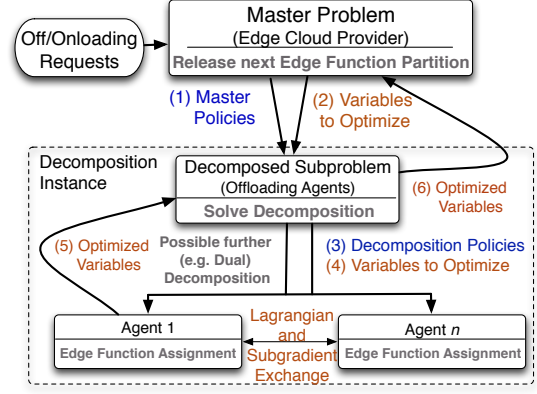 Off/Onloading
Requests
Master Problem
(Edge Cloud Provider)
Release next Edge Function Partition
(1) Master
Policies
(2) Variables
to Optimize
Decomposition
Instance
Decomposed Subproblem
(Offloading Agents)
Solve Decomposition
(6) Optimized
Variables
(5) Optimized
Variables
Possible further
(e.g. Dual)
Decomposition
(3) Decomposition Policies
(4) Variables to Optimize
Agent 1
Edge Function Assignment
Lagrangian
and
Subgradient
Exchange
Agent n
Edge Function Assignment